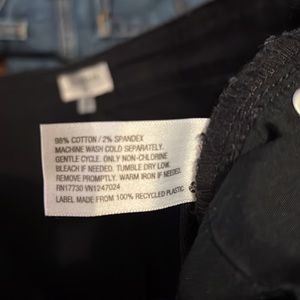 98% COTTON / 2% SPANDEX
MACHINE WASH COLD SEPARATELY.
GENTLE CYCLE. ONLY NON-CHLORINE
BLEACH IF NEEDED. TUMBLE DRY LOW.
REMOVE PROMPTLY. WARM IRON IF NEEDED.
RN17730 VN1247024
LABEL MADE FROM 100% RECYCLED PLASTIC